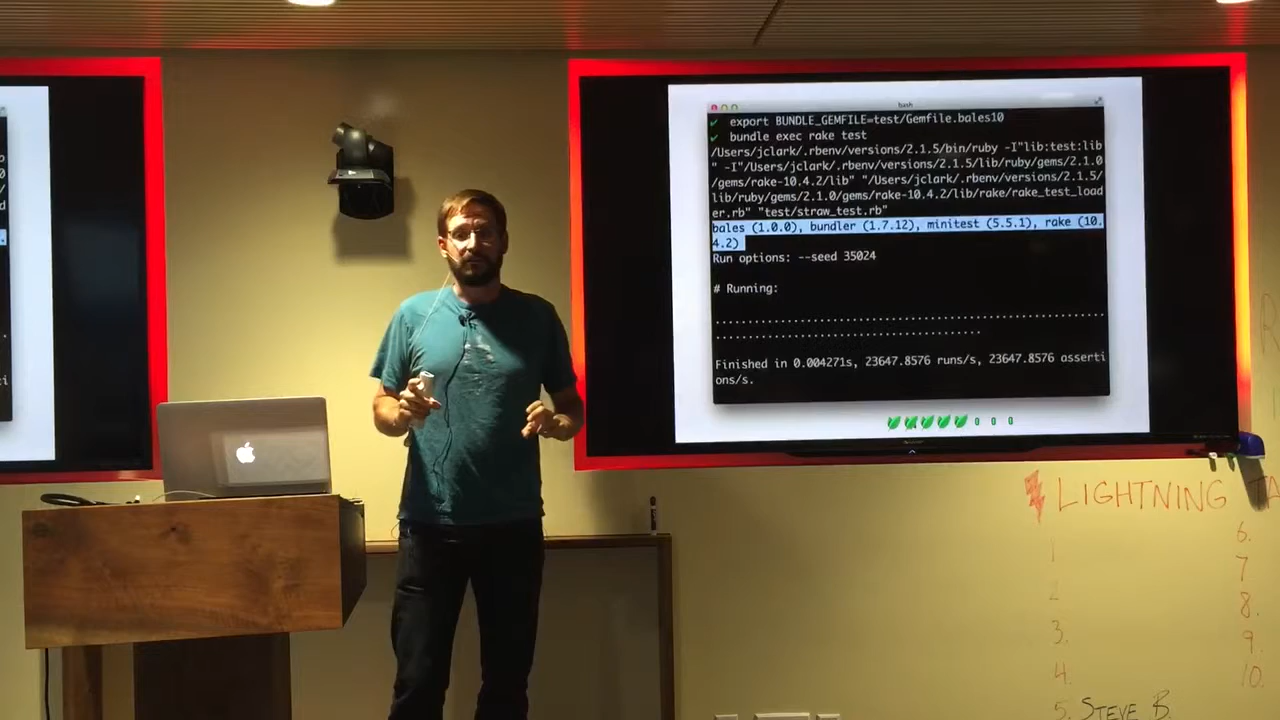 bash
✔ export BUNDLE_GEMFILE=test/Gemfile.bales10
✔ bundle exec rake test
/Users/jclark/.rbenv/versions/2.1.5/bin/ruby -I"lib:test:lib
" -I"/Users/jclark/.rbenv/versions/2.1.5/lib/ruby/gems/2.1.0
/gems/rake-10.4.2/lib" "/Users/jclark/.rbenv/versions/2.1.5/
lib/ruby/gems/2.1.0/gems/rake-10.4.2/lib/rake/rake_test_load
er.rb" "test/straw_test.rb"
bales (1.0.0), bundler (1.7.12), minitest (5.5.1), rake (10.
4.2)
Run options: --seed 35024
# Running:
Finished in 0.004271s, 23647.8576 runs/s, 23647.8576 asserti
ons/s.
LIGHTNING TA
1
2
3.
4.
5. STEVE B.
6.
7
8.
9.
10.